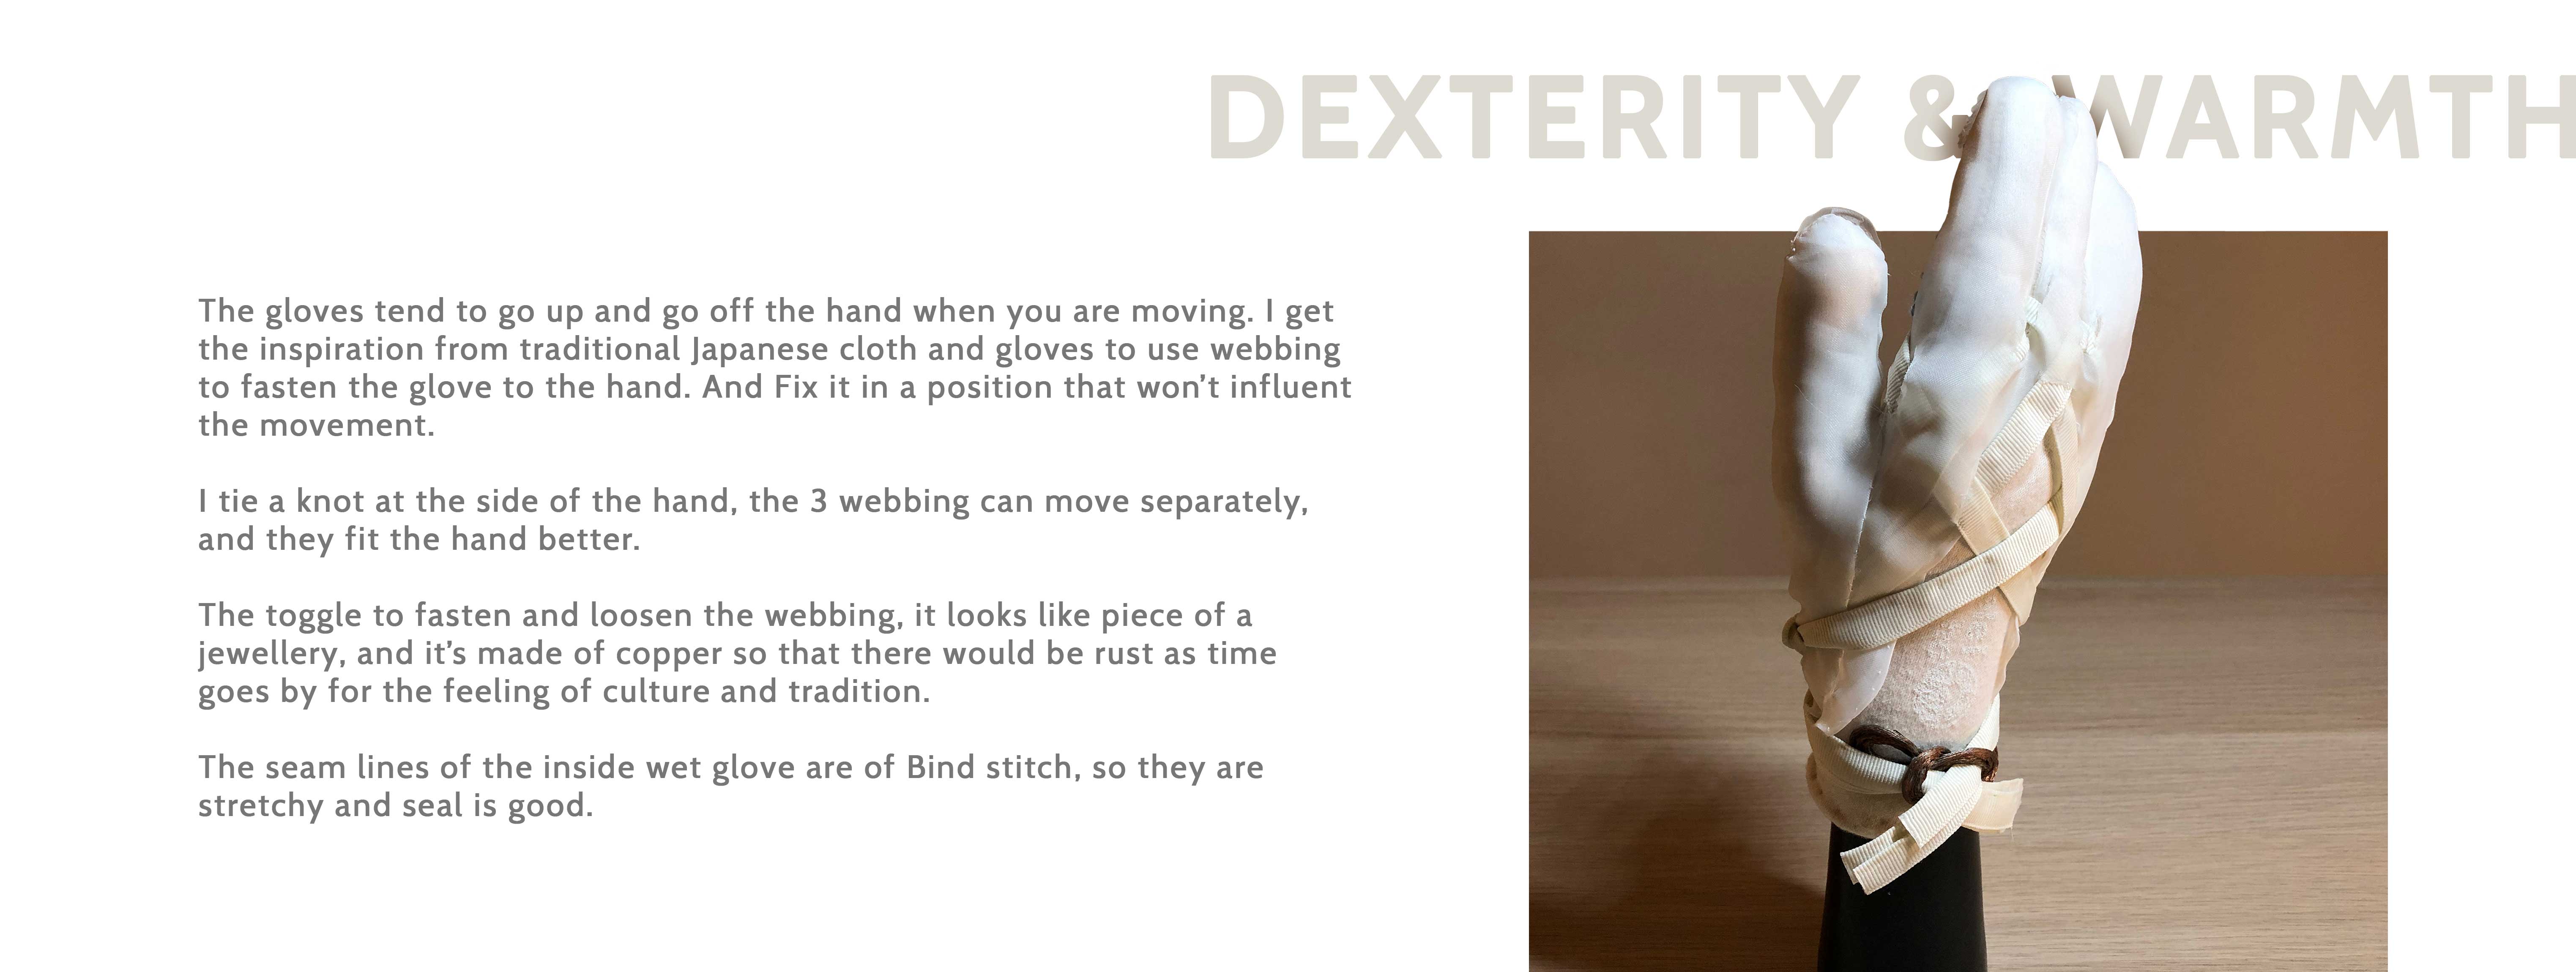 DEXTERITY & WARMTH
The gloves tend to go up and go off the hand when you are moving. I get
the inspiration from traditional Japanese cloth and gloves to use webbing
to fasten the glove to the hand. And Fix it in a position that won’t influent
the movement.
I tie a knot at the side of the hand, the 3 webbing can move separately,
and they fit the hand better.
The toggle to fasten and loosen the webbing, it looks like piece of a
jewellery, and it’s made of copper so that there would be rust as time
goes by for the feeling of culture and tradition.
The seam lines of the inside wet glove are of Bind stitch, so they are
stretchy and seal is good.